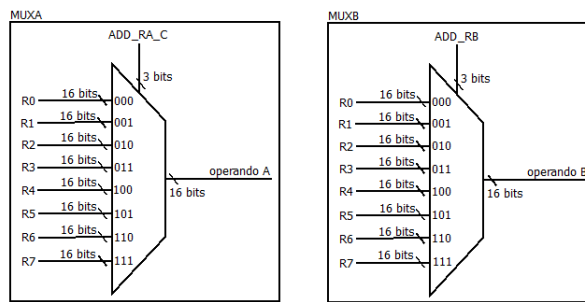 MUXA
ADD_RA_C
3 bits
R0 16 bits 000
R1 16 bits 001
R2 16 bits 010
R3 16 bits 011
R4 16 bits 100
R5 16 bits 101
R6 16 bits 110
R7 16 bits 111
operando A
16 bits
MUXB
ADD_RB
3 bits
R0 16 bits 000
R1 16 bits 001
R2 16 bits 010
R3 16 bits 011
R4 16 bits 100
R5 16 bits 101
R6 16 bits 110
R7 16 bits 111
operando B
16 bits